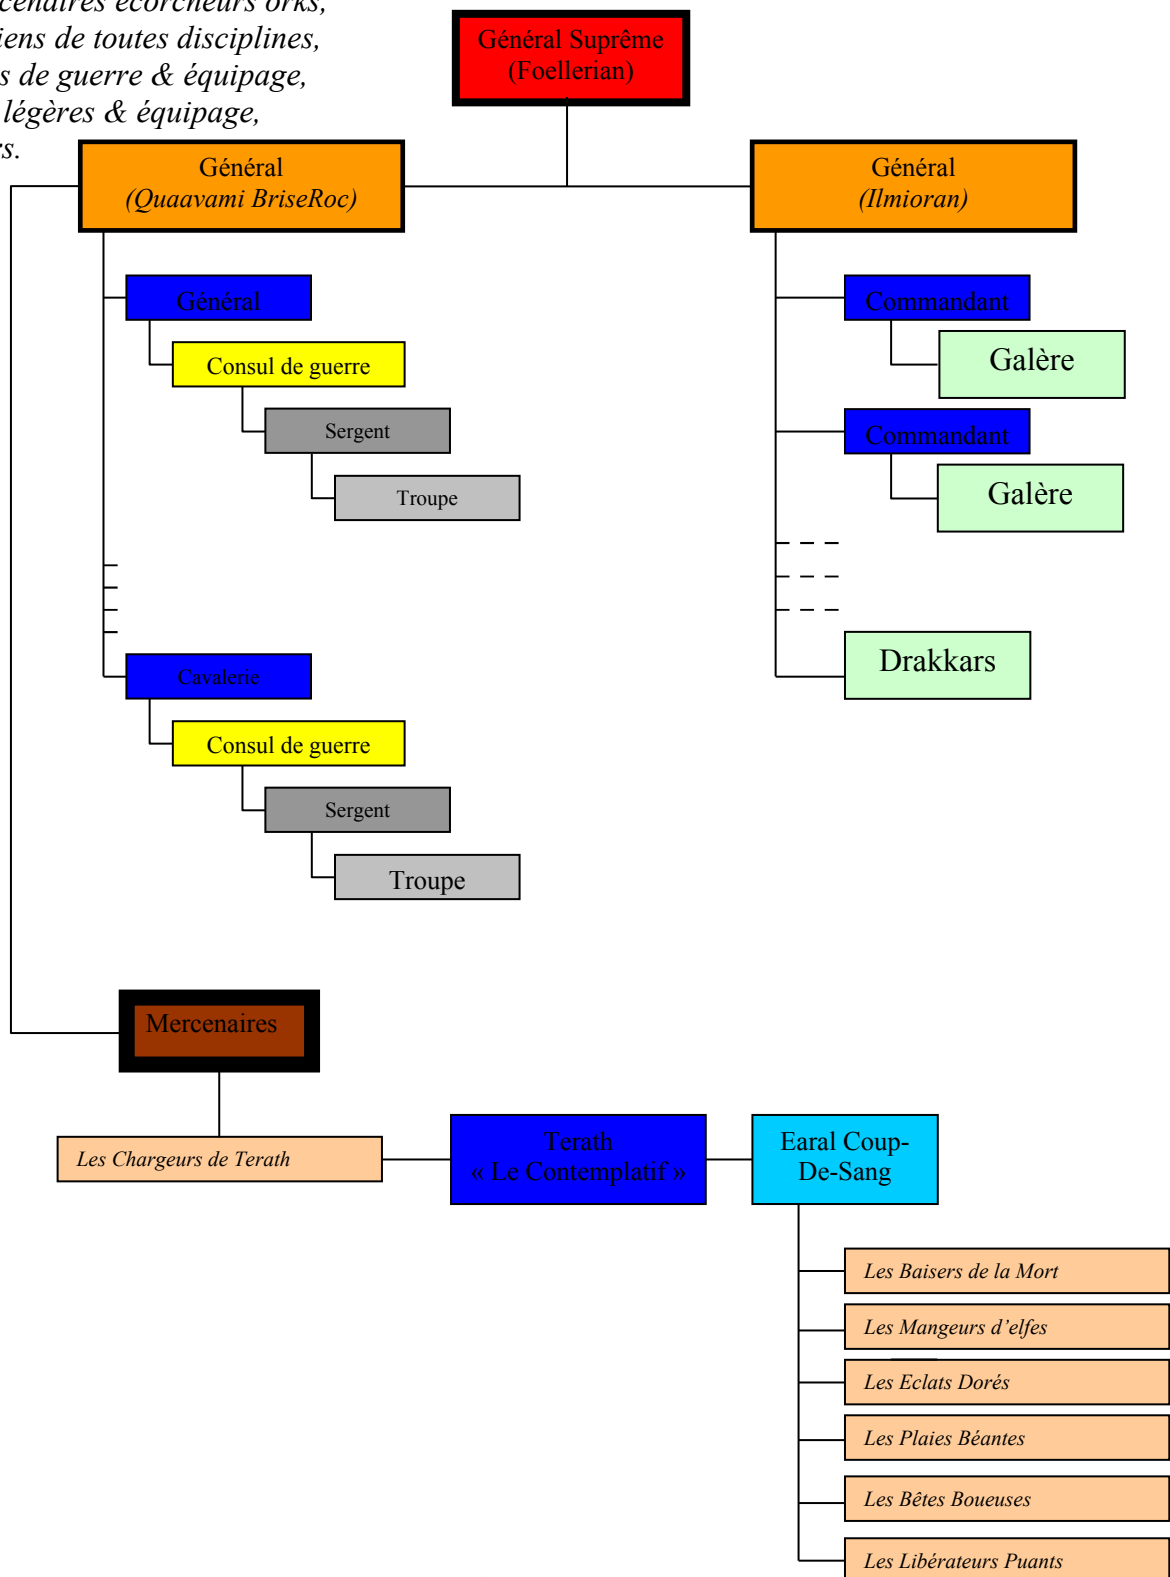 écorcheurs orks,
de toutes disciplines,
de guerre & équipage,
légères & équipage,
Général Suprême
(Foellerian)
Général
(Quaavami BriseRoc)
Général
(Ilmioran)
Général
Consul de guerre
Sergent
Troupe
Commandant
Galère
Commandant
Galère
Drakkars
Cavalerie
Consul de guerre
Sergent
Troupe
Mercenaires
Les Chargeurs de Terath
Terath
« Le Contemplatif »
Earal Coup-
De-Sang
Les Baisers de la Mort
Les Mangeurs d’elfes
Les Eclats Dorés
Les Plaies Béantes
Les Bêtes Boueuses
Les Libérateurs Puants